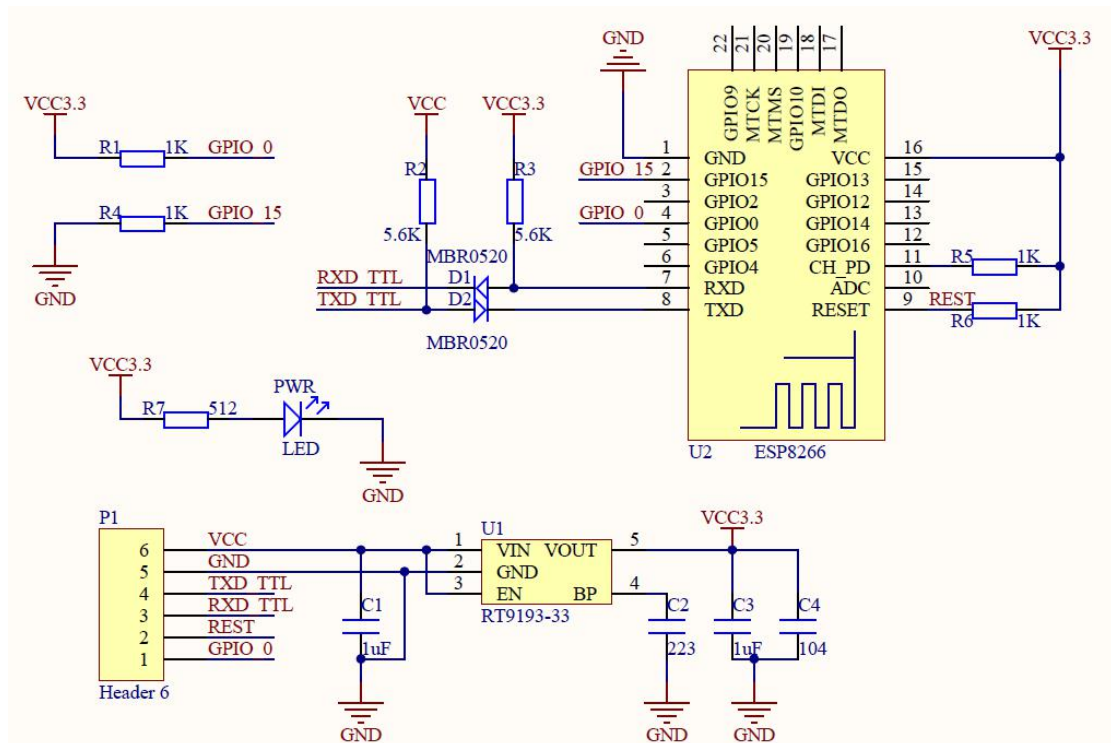 GND
22
21
20
19
18
17
VCC3.3
GPIO9
MTCK
MTMS
GPIO10
MTDI
MTDO
VCC3.3
R1 1K GPIO_0
R4 1K GPIO_15
GND
VCC VCC3.3
R2 R3
5.6K 5.6K
MBR0520
RXD_TTL D1
TXD_TTL D2
MBR0520
1 GND VCC 16
GPIO_15 2 GPIO15 GPIO13 15
3 GPIO2 GPIO12 14
GPIO_0 4 GPIO0 GPIO14 13
5 GPIO5 GPIO16 12
6 GPIO4 CH_PD 11 R5 1K
7 RXD ADC 10
8 TXD RESET 9 REST
R6 1K
U2 ESP8266
VCC3.3
PWR
R7 512
LED
GND
P1
6 VCC
5 GND
4 TXD_TTL
3 RXD_TTL
2 REST
1 GPIO_0
Header 6
C1
1uF
GND
U1
1 VIN VOUT 5
2 GND
3 EN BP 4
RT9193-33
VCC3.3
C2 C3 C4
223 1uF 104
GND GND